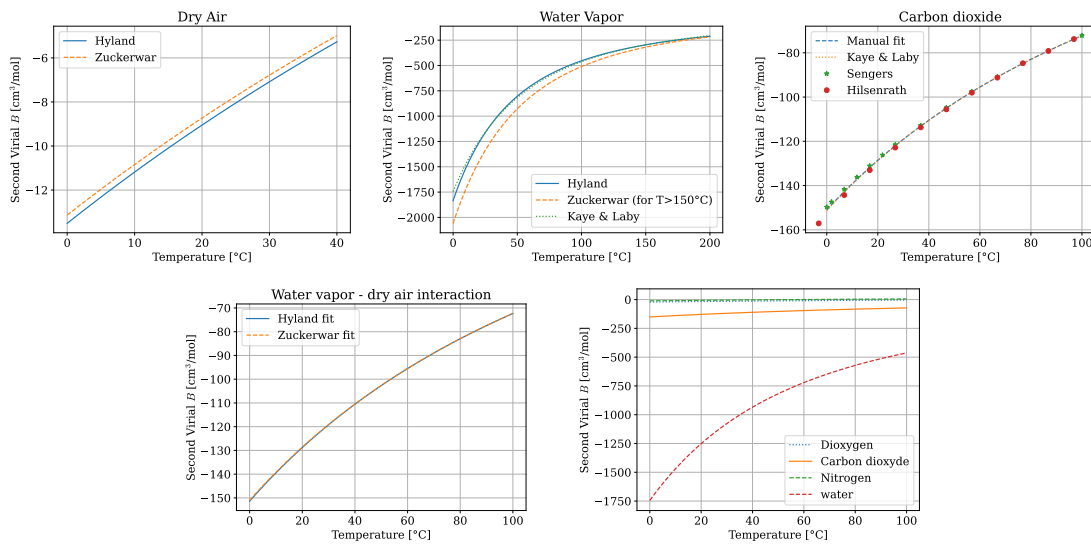 Dry Air
Hyland
Zuckerwar
−6
−8
−10
−12
Second Virial B [cm³/mol]
0
10
20
30
40
Temperature [°C]
Water Vapor
−250
−500
−750
−1000
−1250
−1500
−1750
−2000
Second Virial B [cm³/mol]
Hyland
Zuckerwar (for T>150°C)
Kaye & Laby
0
50
100
150
200
Temperature [°C]
Carbon dioxide
Manual fit
Kaye & Laby
Sengers
Hilsenrath
−80
−100
−120
−140
−160
Second Virial B [cm³/mol]
0
20
40
60
80
100
Temperature [°C]
Water vapor - dry air interaction
Hyland fit
Zuckerwar fit
−70
−80
−90
−100
−110
−120
−130
−140
−150
Second Virial B [cm³/mol]
0
20
40
60
80
100
Temperature [°C]
0
−250
−500
−750
−1000
−1250
−1500
−1750
Second Virial B [cm³/mol]
Dioxygen
Carbon dioxyde
Nitrogen
water
0
20
40
60
80
100
Temperature [°C]